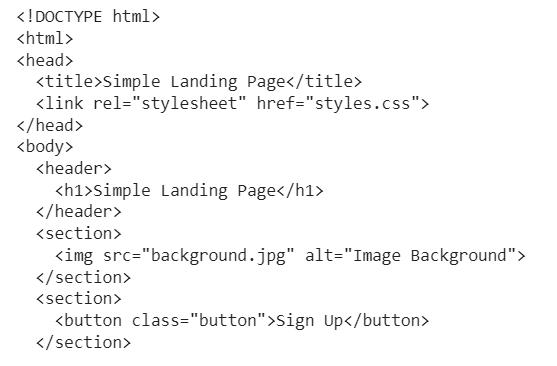 <!DOCTYPE html>
<html>
<head>
  <title>Simple Landing Page</title>
  <link rel="stylesheet" href="styles.css">
</head>
<body>
  <header>
    <h1>Simple Landing Page</h1>
  </header>
  <section>
    <img src="background.jpg" alt="Image Background">
  </section>
  <section>
    <button class="button">Sign Up</button>
  </section>